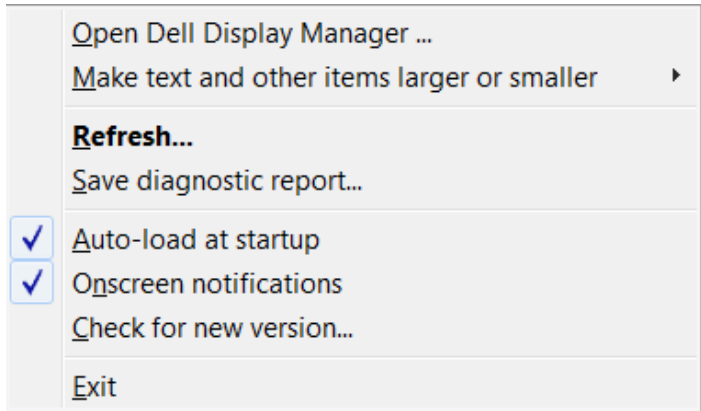 Open Dell Display Manager ...
Make text and other items larger or smaller
Refresh...
Save diagnostic report...
Auto-load at startup
Onscreen notifications
Check for new version...
Exit